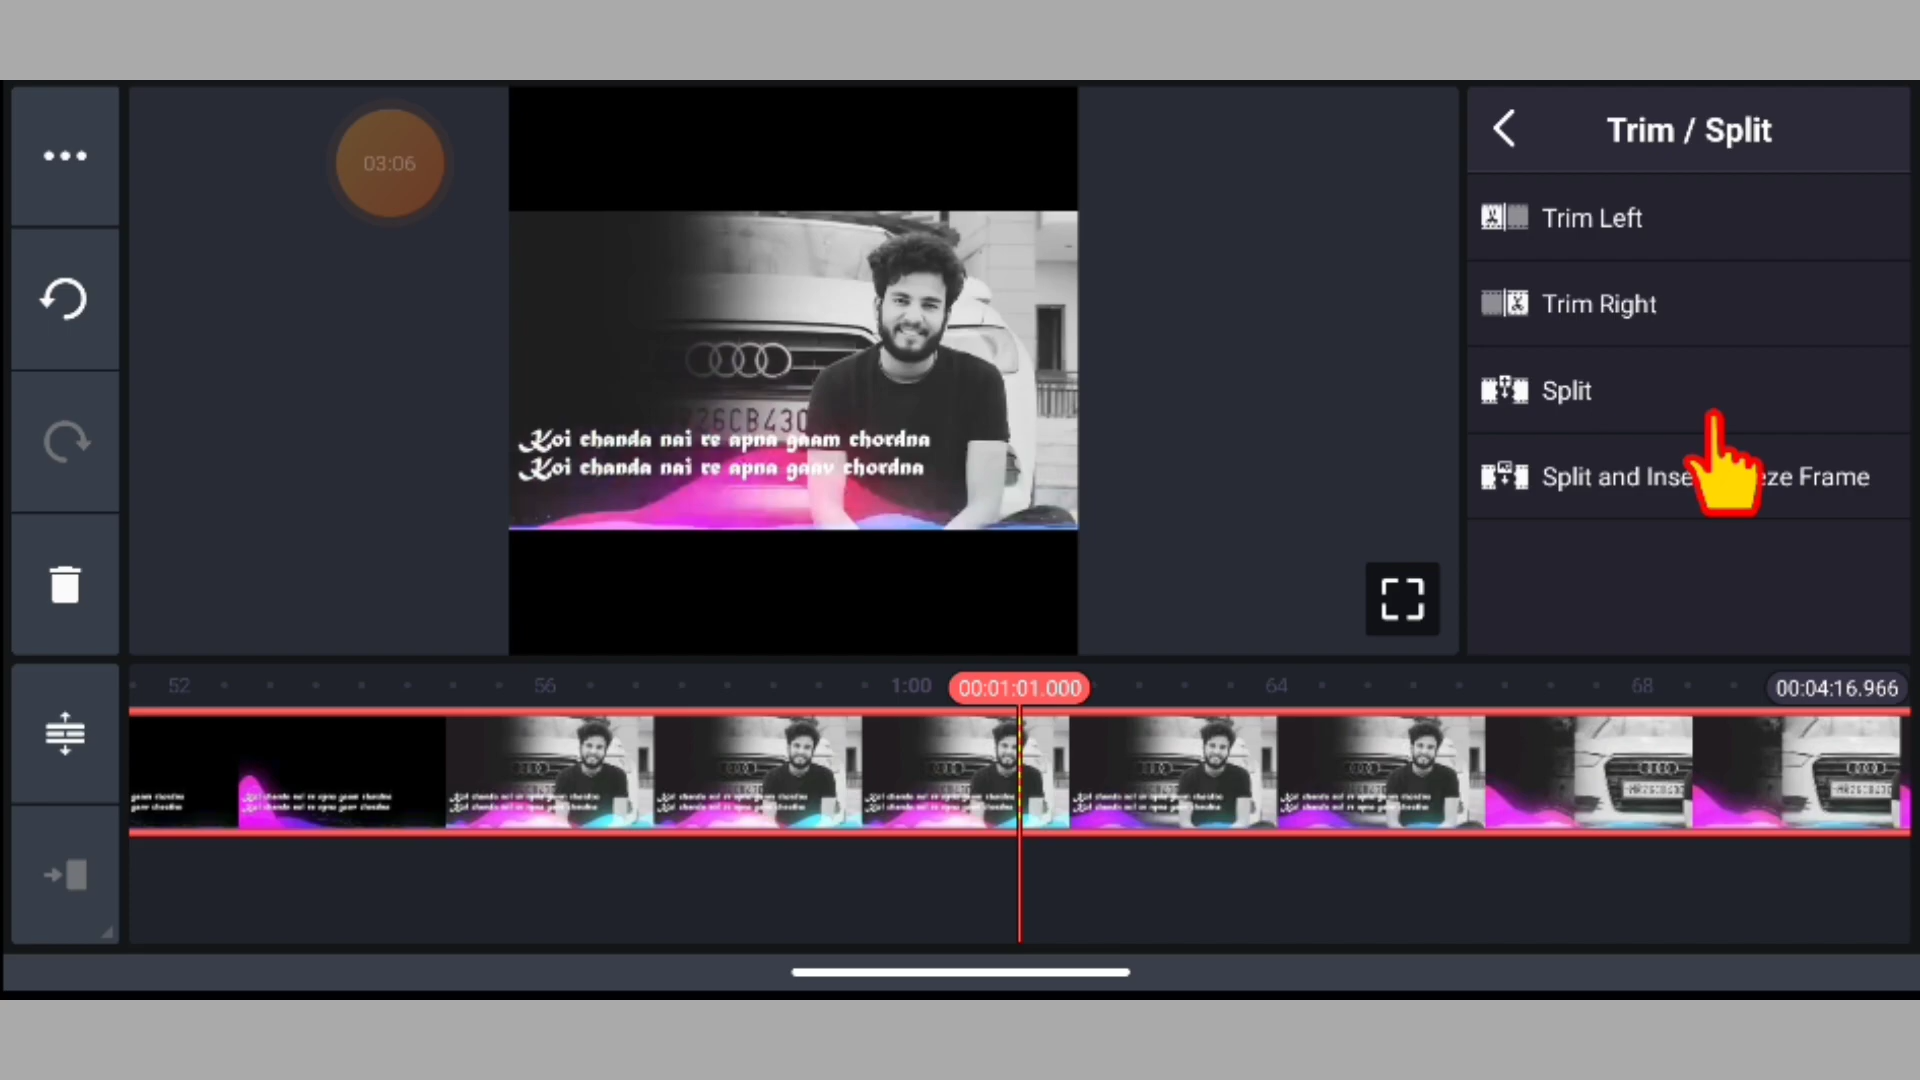 Trim / Split
03:06
Trim Left
Trim Right
Split
Split and Inse eze Frame
26CB430
Koi chanda nai re apna gaam chordna
Koi chanda nai re apna gaav chordna
52
56
1:00
00:01:01.000
64
68
00:04:16.966